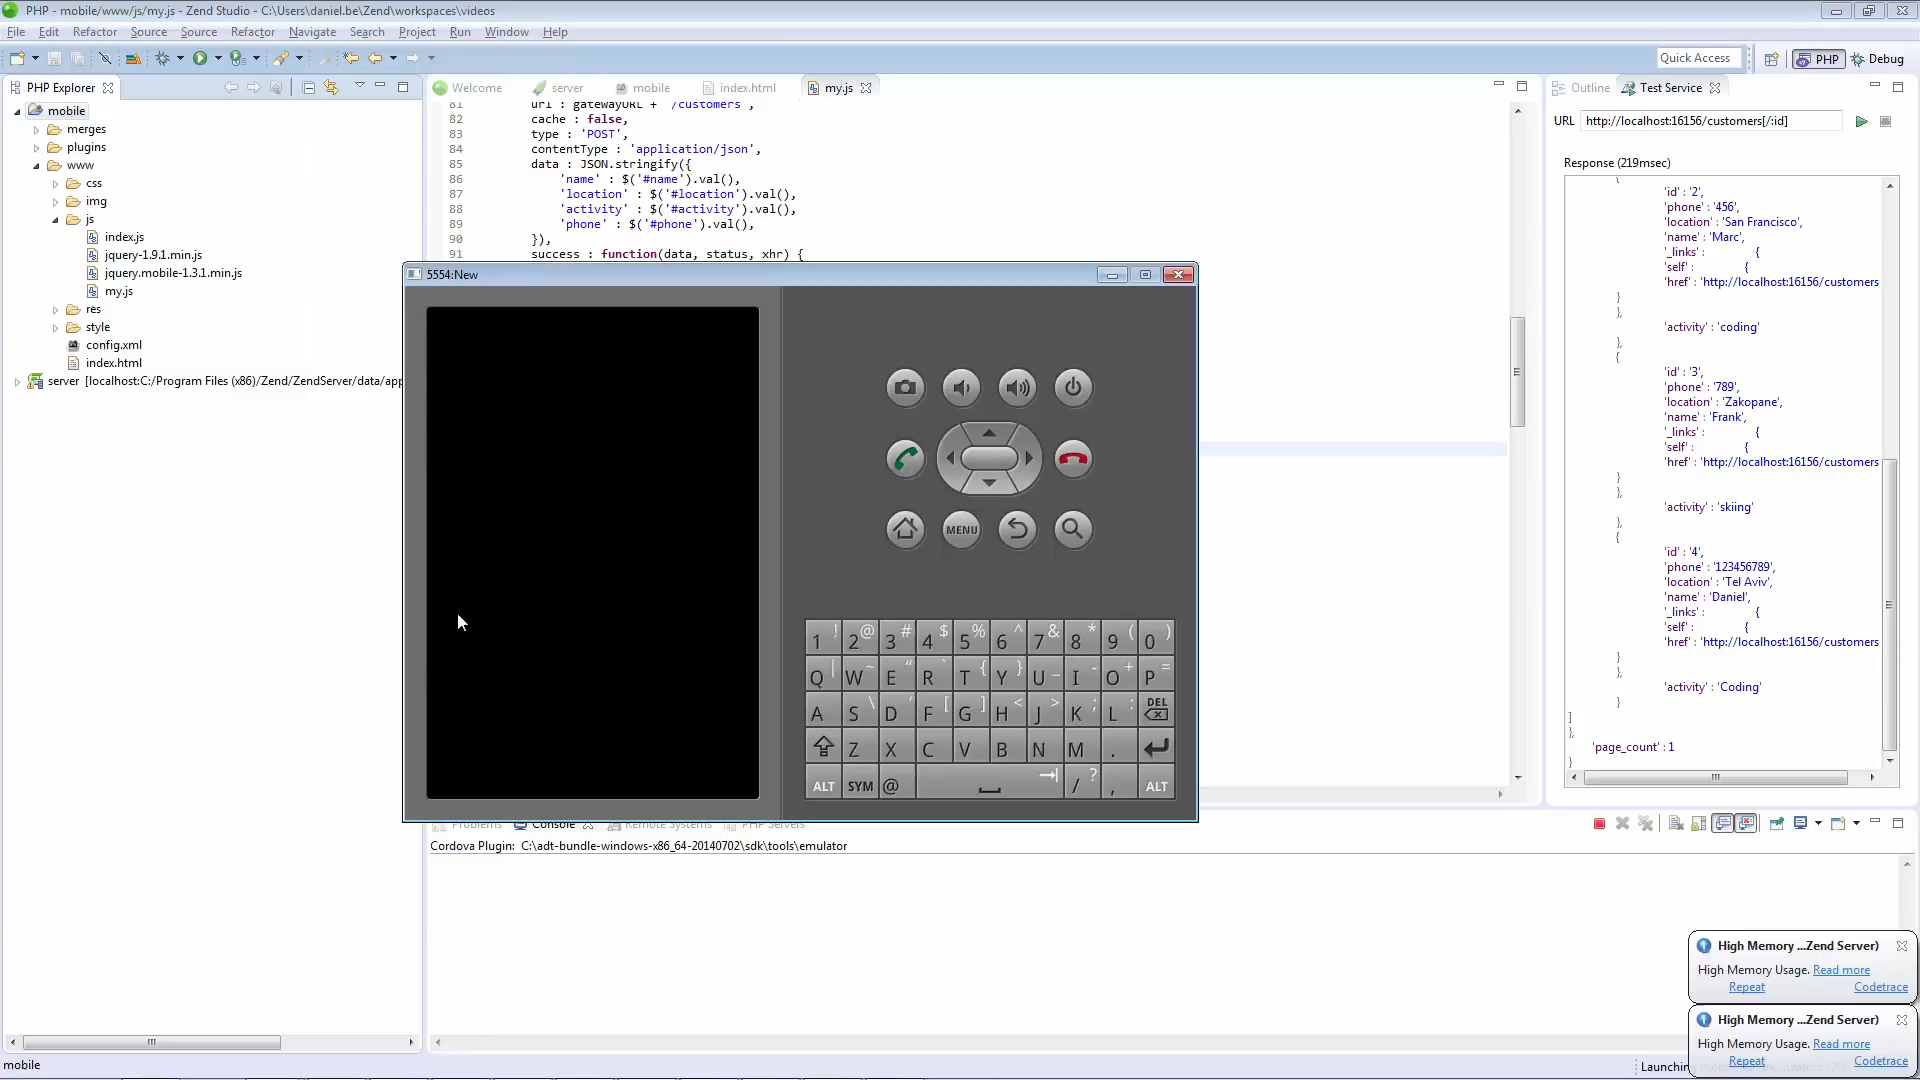 PHP - mobile/www/js/my.js - Zend Studio - C:\Users\daniel.be\Zend\workspaces\videos
File Edit Refactor Source Source Refactor Navigate Search Project Run Window Help
Quick Access PHP Debug
PHP Explorer
mobile
merges
plugins
www
css
img
js
index.js
jquery-1.9.1.min.js
jquery.mobile-1.3.1.min.js
my.js
res
style
config.xml
index.html
server [localhost:C:/Program Files (x86)/Zend/ZendServer/data/app
Welcome server mobile index.html my.js
81 url : gatewayURL + '/customers',
82 cache : false,
83 type : 'POST',
84 contentType : 'application/json',
85 data : JSON.stringify({
86 'name' : $('#name').val(),
87 'location' : $('#location').val(),
88 'activity' : $('#activity').val(),
89 'phone' : $('#phone').val(),
90 }),
91 success : function(data, status, xhr) {
5554:New
MENU
1 ! 2 @ 3 # 4 $ 5 % 6 ^ 7 & 8 * 9 ( 0 )
Q | W ~ E " R ` T { Y } U _ I - O + P =
A S \ D ' F [ G ] H < J > K ; L : DEL
Z X C V B N M .
ALT SYM @ / ? , ALT
Outline Test Service
URL http://localhost:16156/customers[/:id]
Response (219msec)
{
'id' : '2',
'phone' : '456',
'location' : 'San Francisco',
'name' : 'Marc',
'_links' : {
'self' : {
'href' : 'http://localhost:16156/customers
}
},
'activity' : 'coding'
},
{
'id' : '3',
'phone' : '789',
'location' : 'Zakopane',
'name' : 'Frank',
'_links' : {
'self' : {
'href' : 'http://localhost:16156/customers
}
},
'activity' : 'skiing'
},
{
'id' : '4',
'phone' : '123456789',
'location' : 'Tel Aviv',
'name' : 'Daniel',
'_links' : {
'self' : {
'href' : 'http://localhost:16156/customers
}
},
'activity' : 'Coding'
}
]
},
'page_count' : 1
}
Problems Console Remote Systems PHP Servers
Cordova Plugin: C:\adt-bundle-windows-x86_64-20140702\sdk\tools\emulator
High Memory ...Zend Server)
High Memory Usage. Read more
Repeat Codetrace
High Memory ...Zend Server)
High Memory Usage. Read more
Repeat Codetrace
mobile
Launching